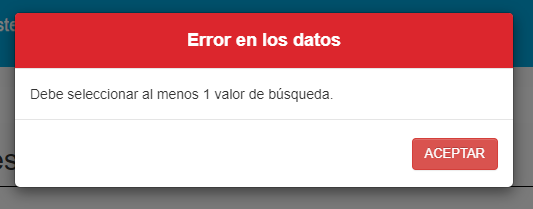 Error en los datos
Debe seleccionar al menos 1 valor de búsqueda.
ACEPTAR